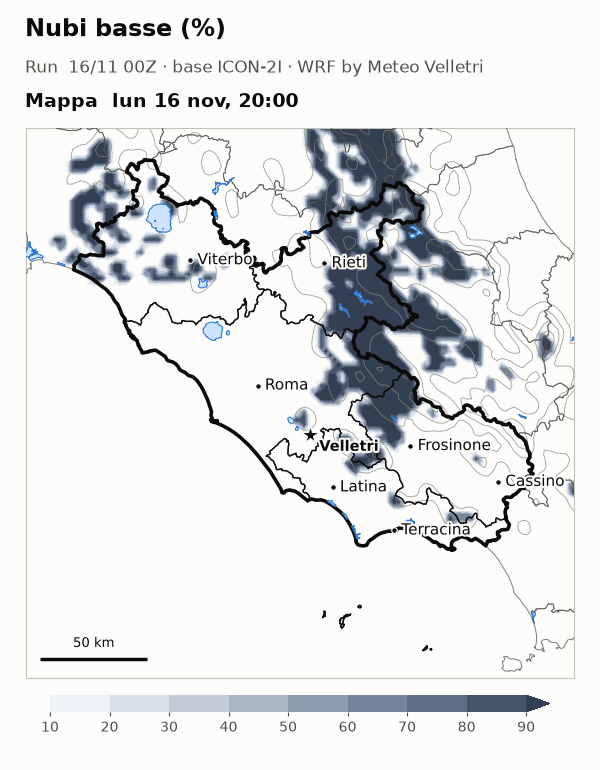 Nubi basse (%)
Run  16/11 00Z · base ICON-2I · WRF by Meteo Velletri
Mappa  lun 16 nov, 20:00
Viterbo
Rieti
Roma
Velletri
Frosinone
Latina
Cassino
Terracina
50 km
10 20 30 40 50 60 70 80 90